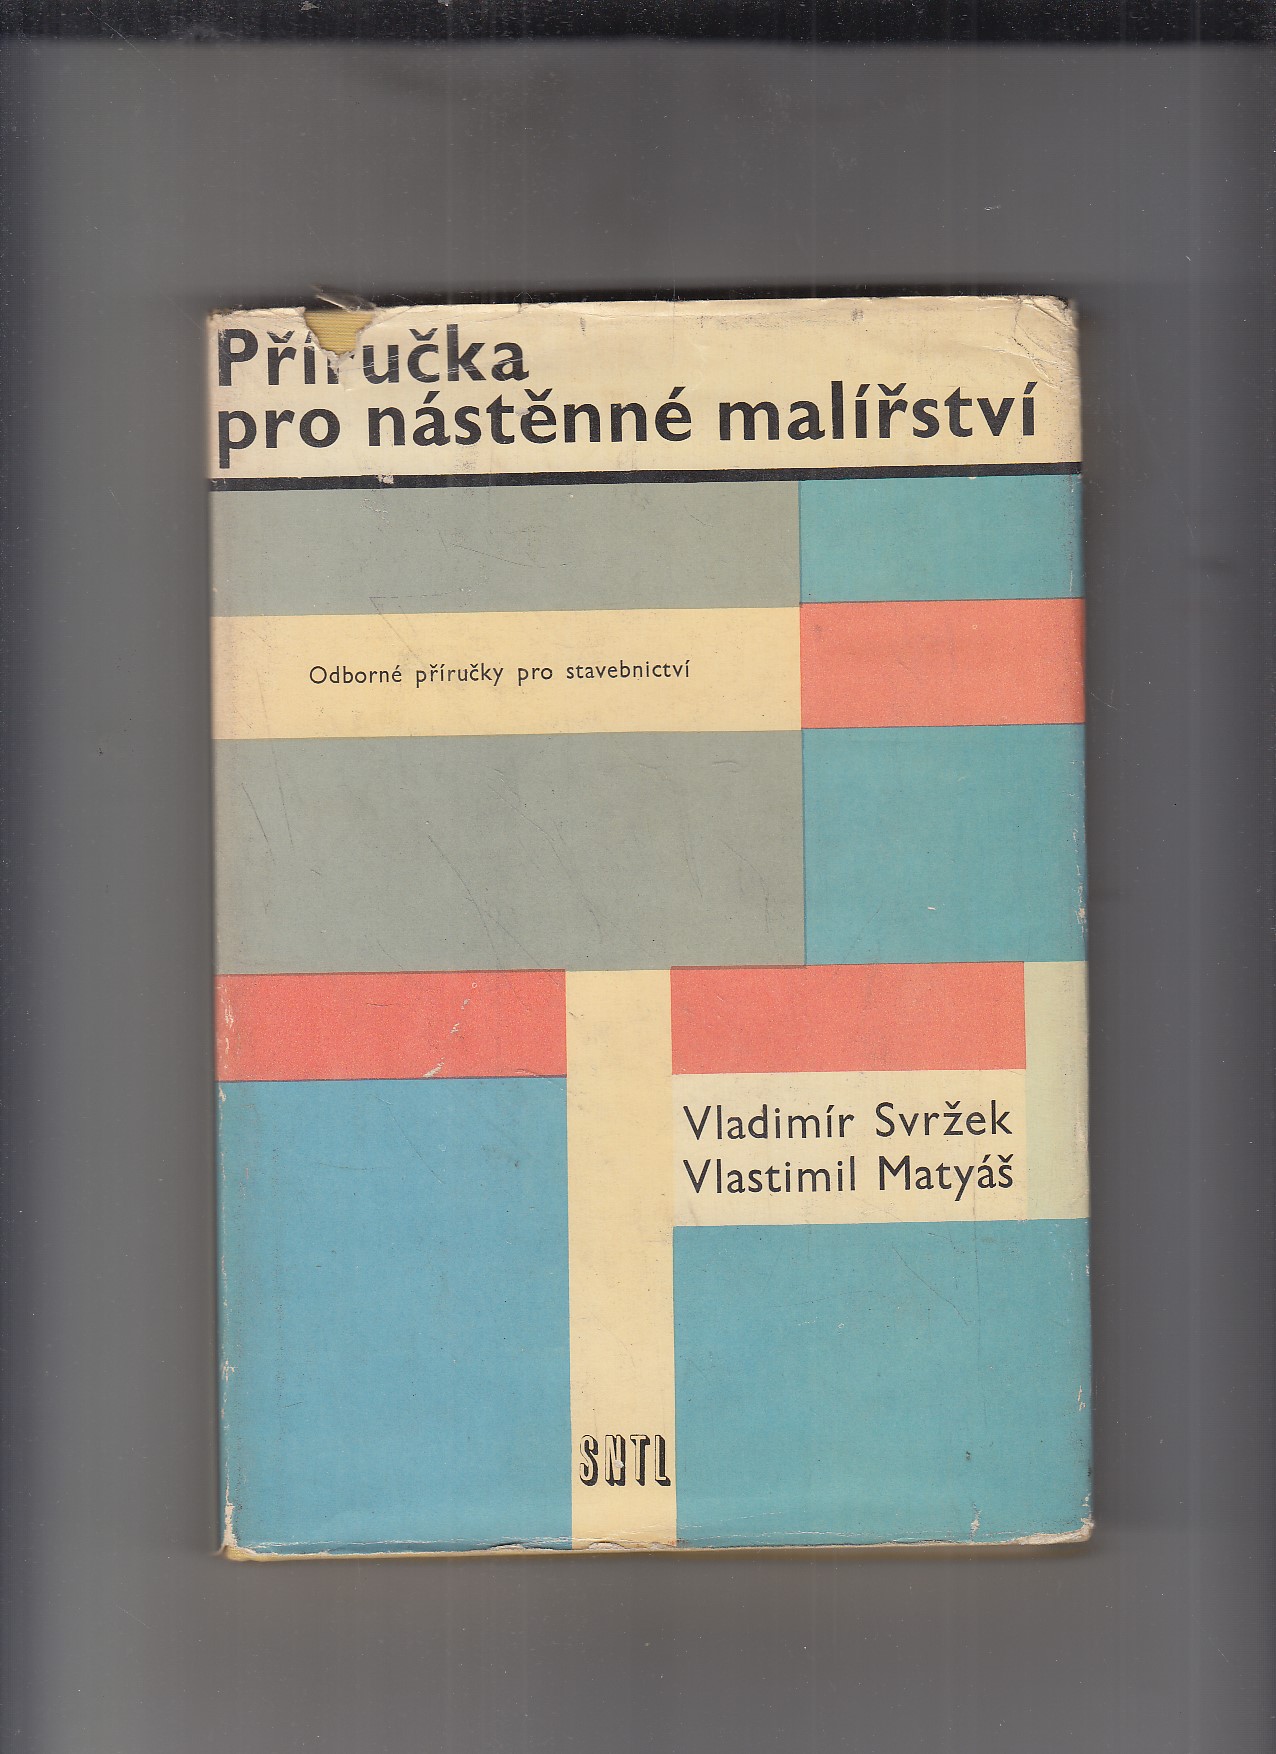 Příručka
pro nástěnné malířství
Odborné příručky pro stavebnictví
Vladimír Svržek
Vlastimil Matyáš
SNTL